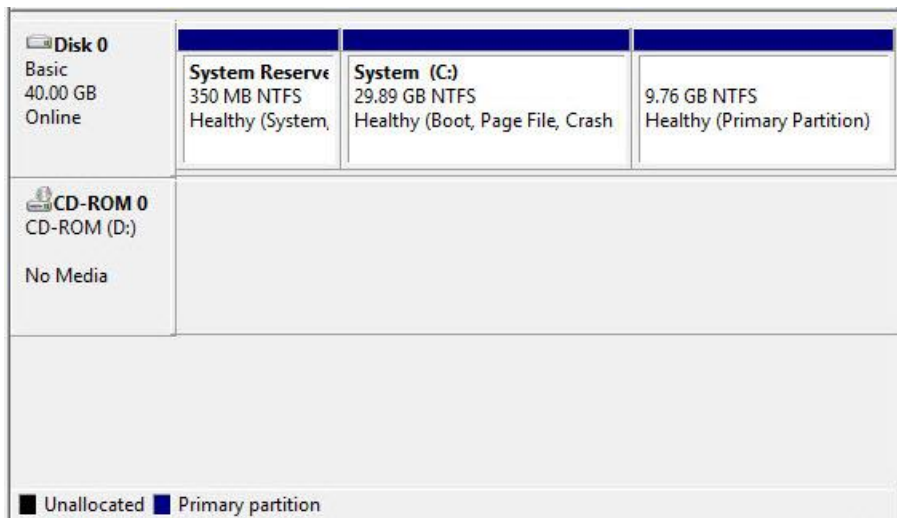 Disk 0
Basic
40.00 GB
Online
System Reserve
350 MB NTFS
Healthy (System,
System (C:)
29.89 GB NTFS
Healthy (Boot, Page File, Crash
9.76 GB NTFS
Healthy (Primary Partition)
CD-ROM 0
CD-ROM (D:)
No Media
Unallocated Primary partition